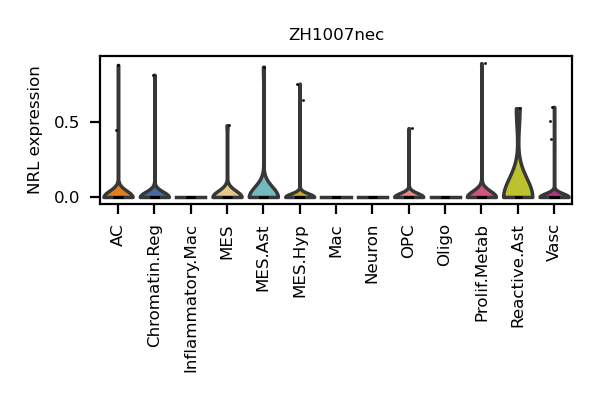 ZH1007nec
NRL expression
0.5
0.0
AC
Chromatin.Reg
Inflammatory.Mac
MES
MES.Ast
MES.Hyp
Mac
Neuron
OPC
Oligo
Prolif.Metab
Reactive.Ast
Vasc